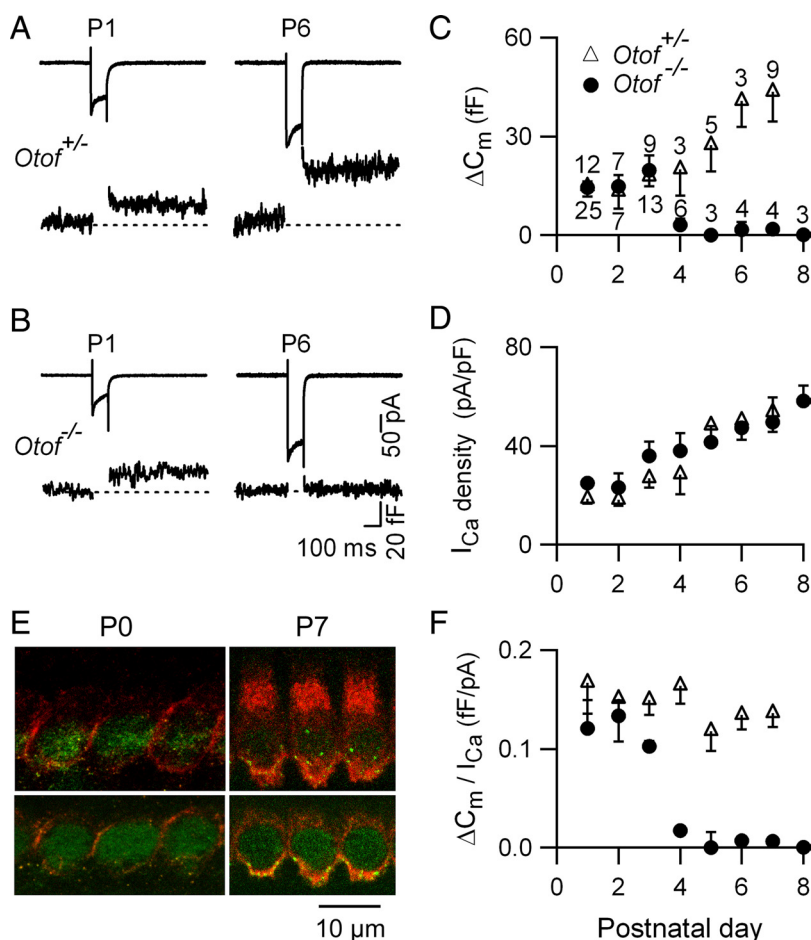 A
P1
P6
Otof+/-
B
P1
P6
Otof-/-
50 pA
100 ms
20 fF
C
60
30
0
ΔCm (fF)
Otof+/-
Otof-/-
12
7
9
3
5
3
9
25
7
13
6
3
4
4
3
0
2
4
6
8
D
80
40
0
ICa density (pA/pF)
0
2
4
6
8
E
P0
P7
10 µm
F
0.2
0.1
0.0
ΔCm / ICa (fF/pA)
0
2
4
6
8
Postnatal day